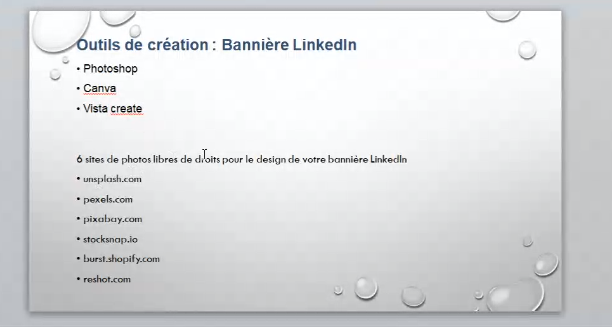 Outils de création : Bannière LinkedIn
• Photoshop
• Canva
• Vista create
6 sites de photos libres de droits pour le design de votre bannière LinkedIn
• unsplash.com
• pexels.com
• pixabay.com
• stocksnap.io
• burst.shopify.com
• reshot.com